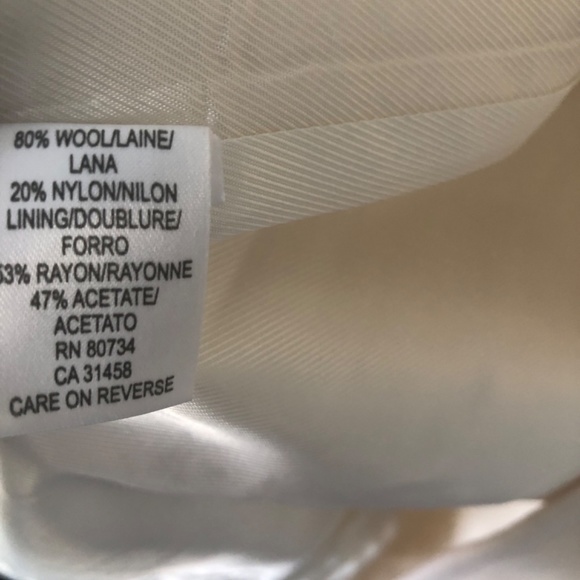 80% WOOL/LAINE/
LANA
20% NYLON/NILON
LINING/DOUBLURE/
FORRO
53% RAYON/RAYONNE
47% ACETATE/
ACETATO
RN 80734
CA 31458
CARE ON REVERSE